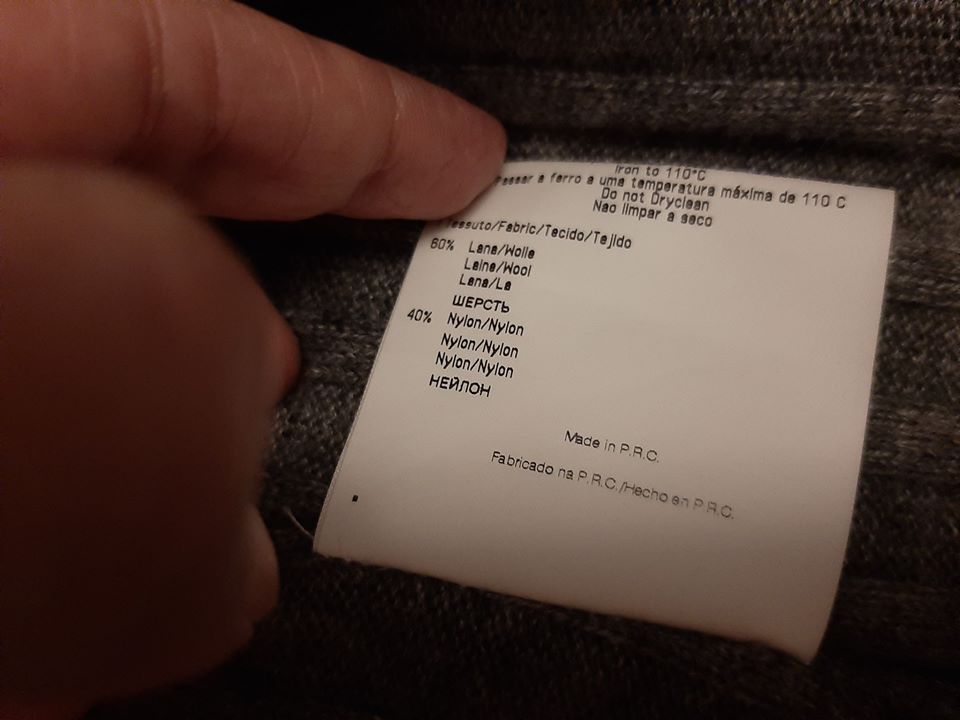 Iron to 110°C
Passar a ferro a uma temperatura máxima de 110 C
Do not Dryclean
Nao limpar a seco
Tessuto/Fabric/Tecido/Tejido
60% Lana/Wolle
Laine/Wool
Lana/La
ШЕРСТЬ
40% Nylon/Nylon
Nylon/Nylon
Nylon/Nylon
НЕЙЛОН
Made in P.R.C.
Fabricado na P.R.C./Hecho en P.R.C.